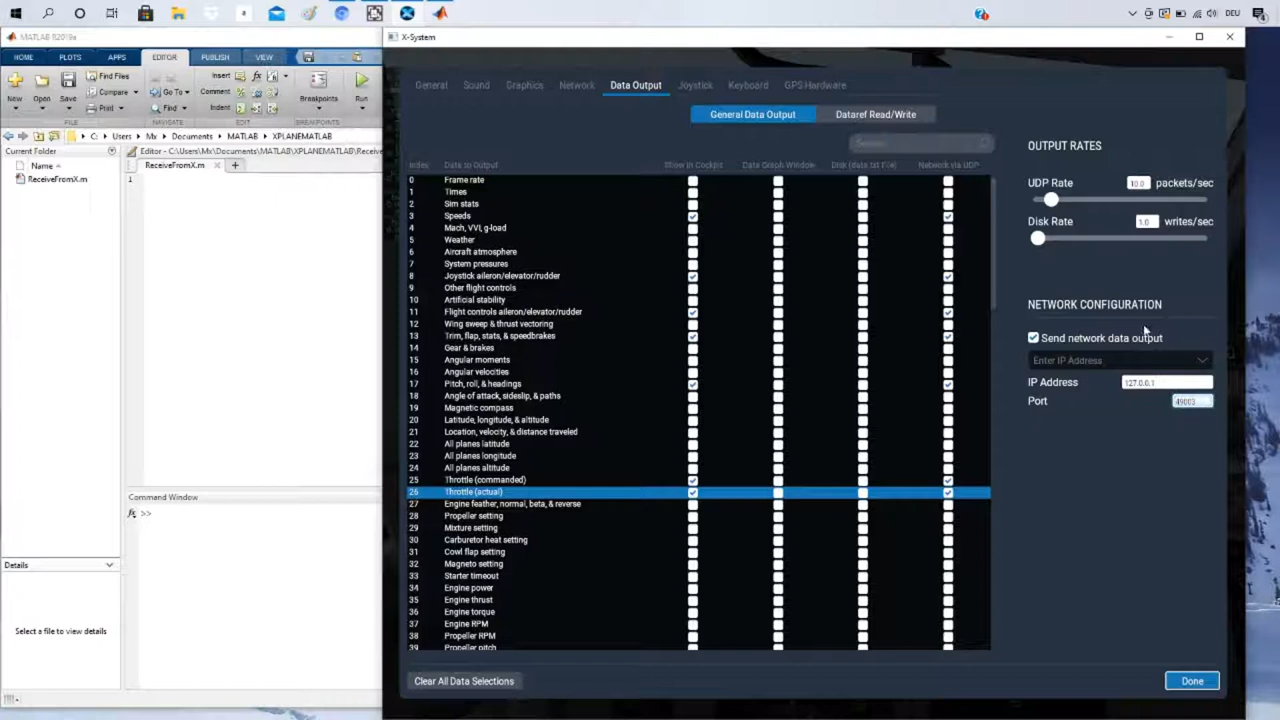 DEU
MATLAB R2019a
HOME PLOTS APPS EDITOR PUBLISH VIEW
New Open Save
Find Files
Compare
Print
Go To
Find
Insert
Comment
Indent
Breakpoints
Run
FILE NAVIGATE EDIT BREAKPOINTS
C: Users Mx Documents MATLAB XPLANEMATLAB
Current Folder
Name
ReceiveFromX.m
Editor - C:\Users\Mx\Documents\MATLAB\XPLANEMATLAB\Receive
ReceiveFromX.m
1
Command Window
fx >>
Details
Select a file to view details
X-System
General Sound Graphics Network Data Output Joystick Keyboard GPS Hardware
General Data Output Dataref Read/Write
Search
Index Data to Output Show in Cockpit Data Graph Window Disk (data.txt File) Network via UDP
0 Frame rate
1 Times
2 Sim stats
3 Speeds
4 Mach, VVI, g-load
5 Weather
6 Aircraft atmosphere
7 System pressures
8 Joystick aileron/elevator/rudder
9 Other flight controls
10 Artificial stability
11 Flight controls aileron/elevator/rudder
12 Wing sweep & thrust vectoring
13 Trim, flap, stats, & speedbrakes
14 Gear & brakes
15 Angular moments
16 Angular velocities
17 Pitch, roll, & headings
18 Angle of attack, sideslip, & paths
19 Magnetic compass
20 Latitude, longitude, & altitude
21 Location, velocity, & distance traveled
22 All planes latitude
23 All planes longitude
24 All planes altitude
25 Throttle (commanded)
26 Throttle (actual)
27 Engine feather, normal, beta, & reverse
28 Propeller setting
29 Mixture setting
30 Carburetor heat setting
31 Cowl flap setting
32 Magneto setting
33 Starter timeout
34 Engine power
35 Engine thrust
36 Engine torque
37 Engine RPM
38 Propeller RPM
39 Propeller pitch
Clear All Data Selections
OUTPUT RATES
UDP Rate 10.0 packets/sec
Disk Rate 1.0 writes/sec
NETWORK CONFIGURATION
Send network data output
Enter IP Address
IP Address 127.0.0.1
Port 49003
Done